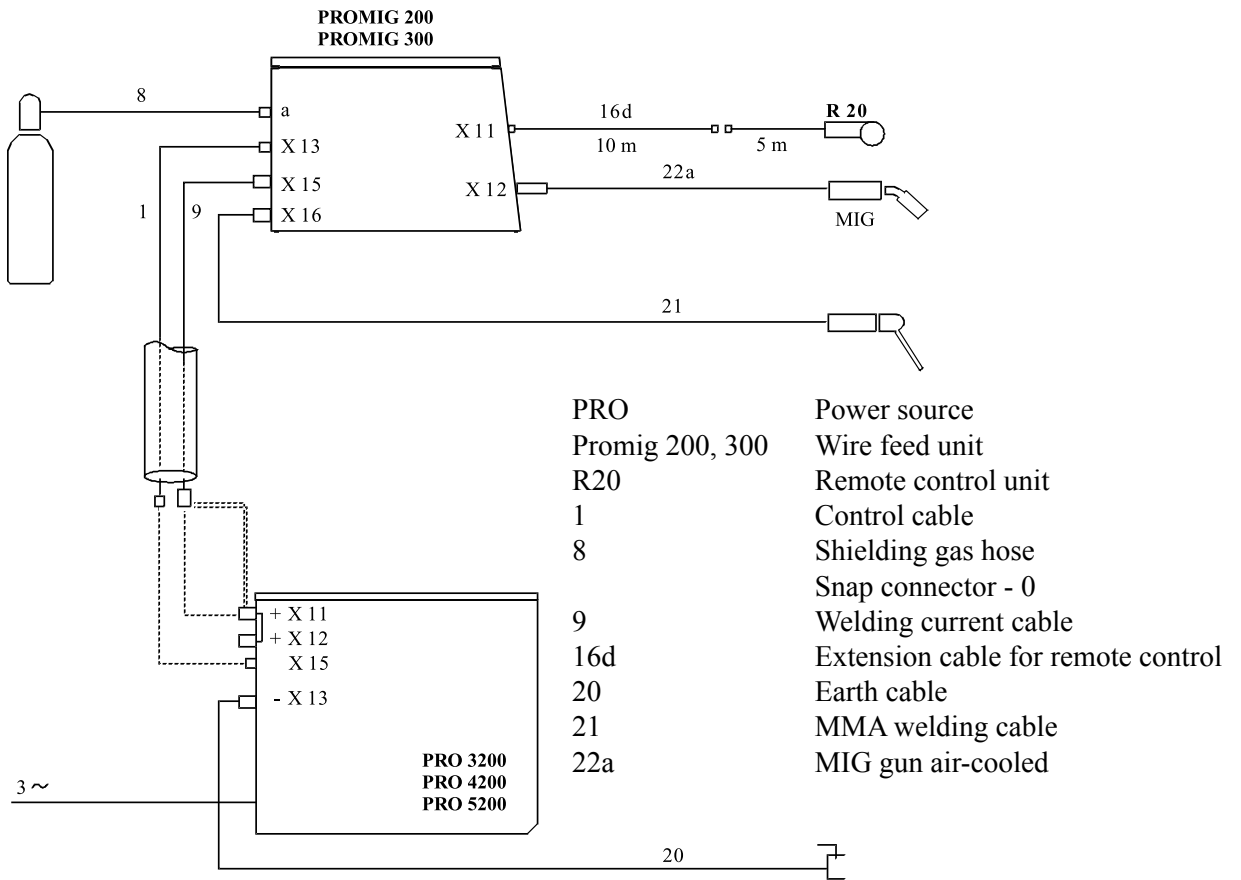 PROMIG 200
PROMIG 300
8
a
X 13
X 15
X 16
1
9
X 11
X 12
16d
10 m
5 m
R 20
22a
MIG
21
PRO Power source
Promig 200, 300 Wire feed unit
R20 Remote control unit
1 Control cable
8 Shielding gas hose
Snap connector - 0
9 Welding current cable
16d Extension cable for remote control
20 Earth cable
21 MMA welding cable
22a MIG gun air-cooled
+ X 11
+ X 12
X 15
- X 13
PRO 3200
PRO 4200
PRO 5200
3 ~
20